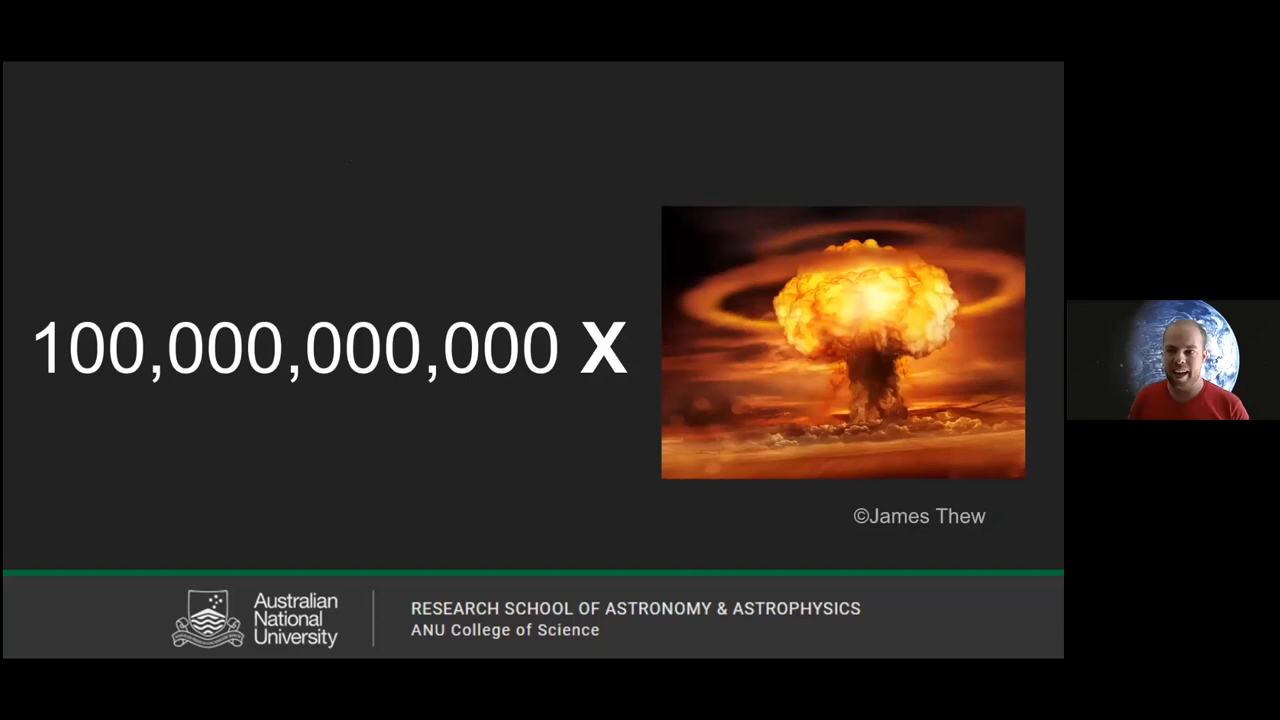 100,000,000,000 X
©James Thew
Australian
National
University
RESEARCH SCHOOL OF ASTRONOMY & ASTROPHYSICS
ANU College of Science